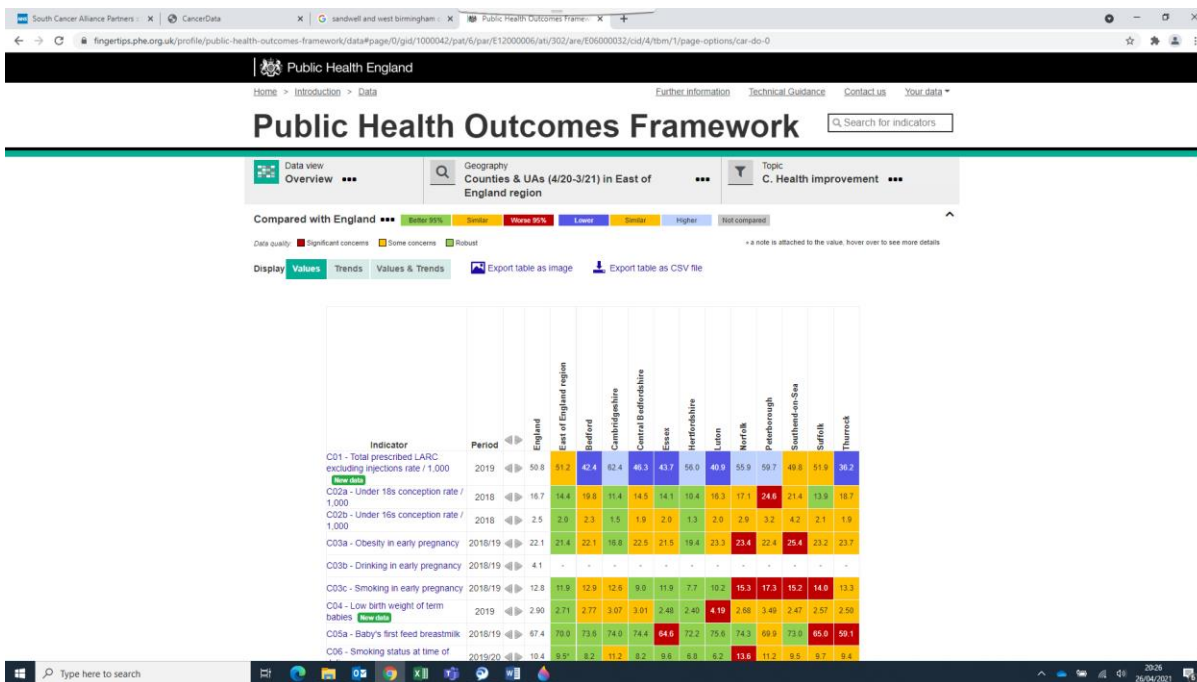 South Cancer Alliance Partners
CancerData
sandwell and west birmingham
Public Health Outcomes Frame
fingertips.phe.org.uk/profile/public-health-outcomes-framework/data#page/0/gid/1000042/pat/6/par/E12000006/ati/302/are/E06000032/cid/4/tbm/1/page-options/car-do-0
Public Health England
Home > Introduction > Data
Further information Technical Guidance Contact us Your data
Public Health Outcomes Framework
Search for indicators
Data view
Overview
Geography
Counties & UAs (4/20-3/21) in East of
England region
Topic
C. Health improvement
Compared with England Better 95% Similar Worse 95% Lower Similar Higher Not compared
Data quality: Significant concerns Some concerns Robust
* a note is attached to the value, hover over to see more details
Display Values Trends Values & Trends Export table as image Export table as CSV file
Indicator Period England East of England region Bedford Cambridgeshire Central Bedfordshire Essex Hertfordshire Luton Norfolk Peterborough Southend-on-Sea Suffolk Thurrock
C01 - Total prescribed LARC
excluding injections rate / 1,000 2019 50.8 51.2 42.4 62.4 46.3 43.7 56.0 40.9 55.9 59.7 49.8 51.9 36.2
New data
C02a - Under 18s conception rate /
1,000 2018 16.7 14.4 19.8 11.4 14.5 14.1 10.4 16.3 17.1 24.6 21.4 13.9 18.7
C02b - Under 16s conception rate /
1,000 2018 2.5 2.0 2.3 1.5 1.9 2.0 1.3 2.0 2.9 3.2 4.2 2.1 1.9
C03a - Obesity in early pregnancy 2018/19 22.1 21.4 22.1 16.8 22.5 21.5 19.4 23.3 23.4 22.4 25.4 23.2 23.7
C03b - Drinking in early pregnancy 2018/19 4.1 - - - - - - - - - - - -
C03c - Smoking in early pregnancy 2018/19 12.8 11.9 12.9 12.6 9.0 11.9 7.7 10.2 15.3 17.3 15.2 14.0 13.3
C04 - Low birth weight of term
babies New data 2019 2.90 2.71 2.77 3.07 3.01 2.48 2.40 4.19 2.68 3.49 2.47 2.57 2.50
C05a - Baby's first feed breastmilk 2018/19 67.4 70.0 73.6 74.0 74.4 64.6 72.2 75.6 74.3 69.9 73.0 65.0 59.1
C06 - Smoking status at time of
2019/20 10.4 9.5* 8.2 11.2 8.2 9.6 6.8 6.2 13.6 11.2 9.5 9.7 9.4
Type here to search
20:26
26/04/2021